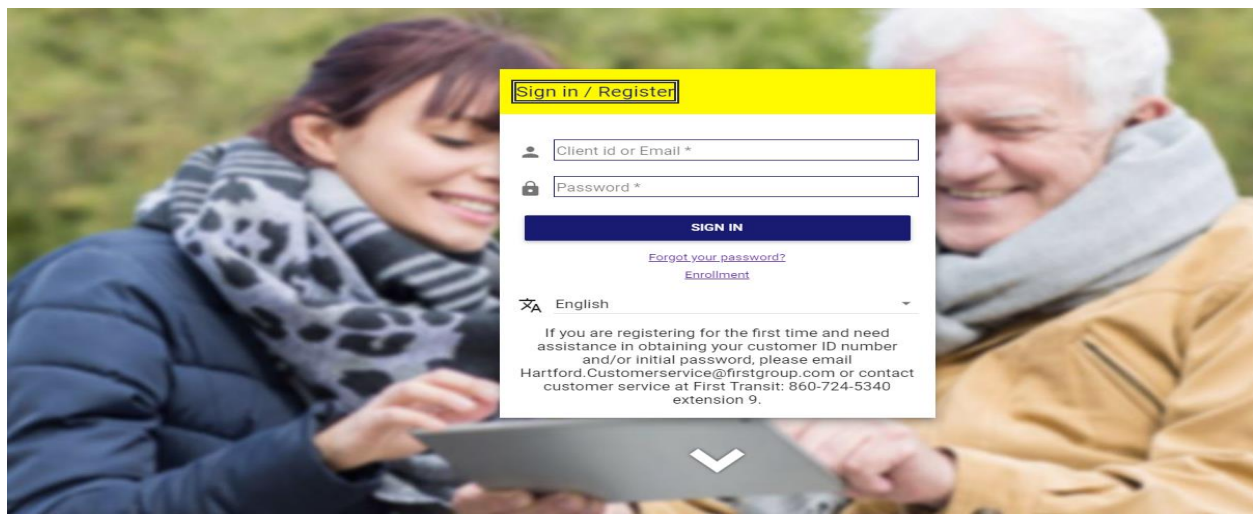 Sign in / Register
Client id or Email *
Password *
SIGN IN
Forgot your password?
Enrollment
English
If you are registering for the first time and need
assistance in obtaining your customer ID number
and/or initial password, please email
Hartford.Customerservice@firstgroup.com or contact
customer service at First Transit: 860-724-5340
extension 9.